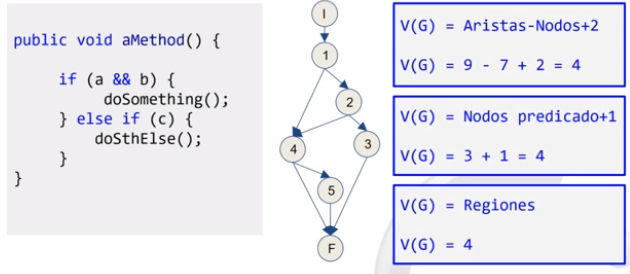 public void aMethod() {
if (a && b) {
doSomething();
} else if (c) {
doSthElse();
}
}
I
1
2
3
4
5
F
V(G) = Aristas-Nodos+2
V(G) = 9 - 7 + 2 = 4
V(G) = Nodos predicado+1
V(G) = 3 + 1 = 4
V(G) = Regiones
V(G) = 4